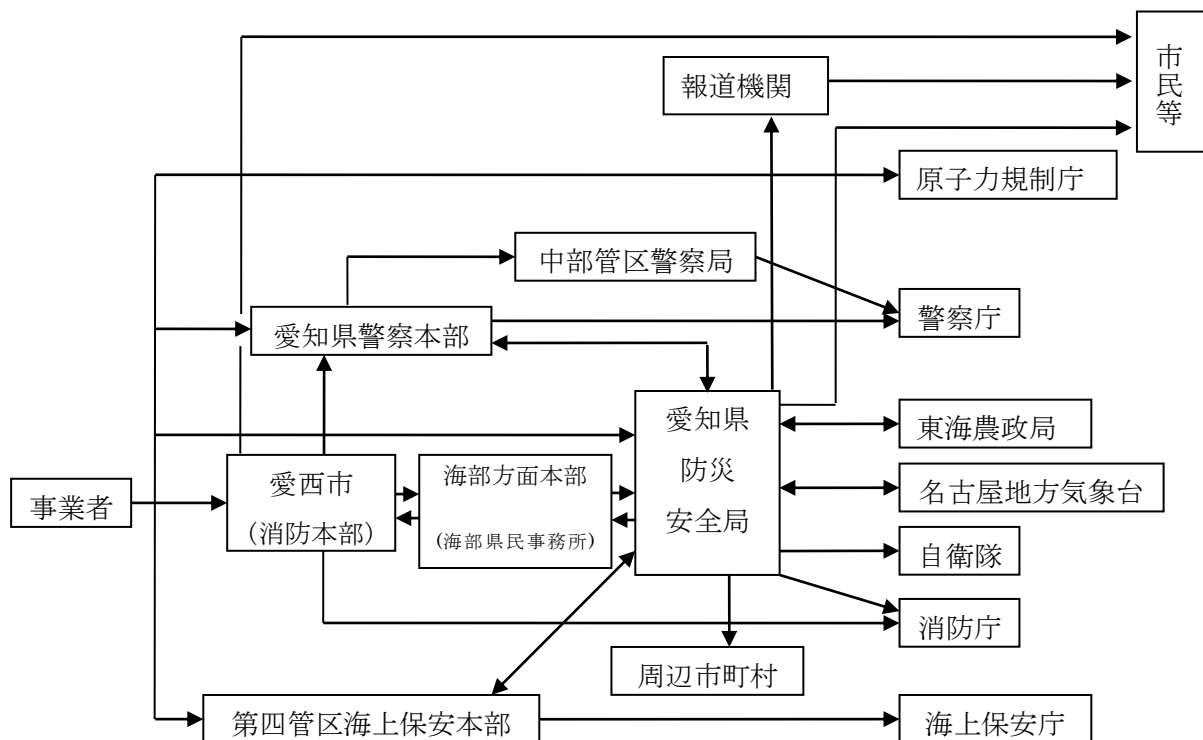 市民等
報道機関
原子力規制庁
中部管区警察局
警察庁
愛知県警察本部
愛知県
防災
安全局
東海農政局
海部方面本部
(海部県民事務所)
愛西市
（消防本部）
事業者
名古屋地方気象台
自衛隊
消防庁
周辺市町村
第四管区海上保安本部
海上保安庁